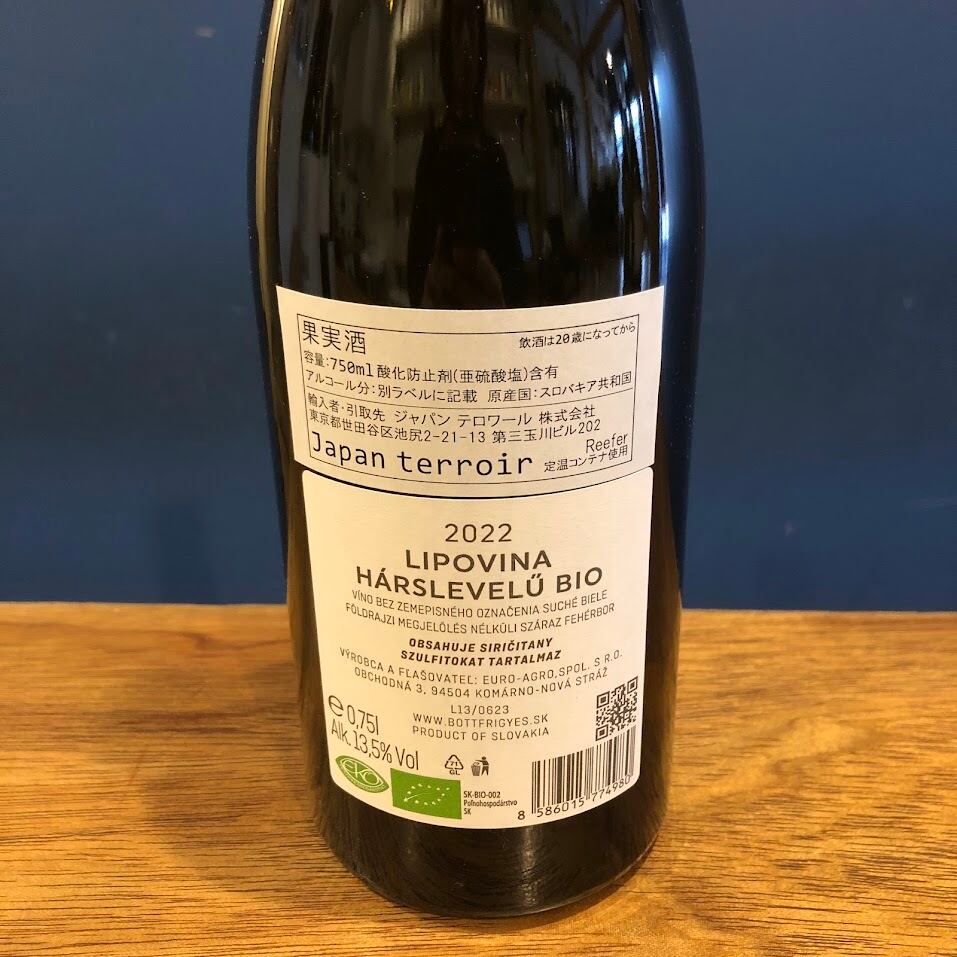 果実酒 飲酒は20歳になってから
容量:750ml 酸化防止剤(亜硫酸塩)含有
アルコール分:別ラベルに記載 原産国:スロバキア共和国
輸入者・引取先 ジャパン テロワール 株式会社
東京都世田谷区池尻2-21-13 第三玉川ビル202
Japan terroir Reefer
定温コンテナ使用
2022
LIPOVINA
HÁRSLEVELŰ BIO
VÍNO BEZ ZEMEPISNÉHO OZNAČENIA SUCHÉ BIELE
FÖLDRAJZI MEGJELÖLÉS NÉLKÜLI SZÁRAZ FEHÉRBOR
OBSAHUJE SIRIČITANY
SZULFITOKAT TARTALMAZ
VÝROBCA A FĽAŠOVATEĽ: EURO-AGRO,SPOL. S R.O.
OBCHODNÁ 3, 94504 KOMÁRNO-NOVÁ STRÁŽ
L13/0623
WWW.BOTTFRIGYES.SK
PRODUCT OF SLOVAKIA
e 0,75l
Alk. 13,5% Vol
71
GL
EKO
SK-BIO-002
Poľnohospodárstvo
SK
8 586015 774980